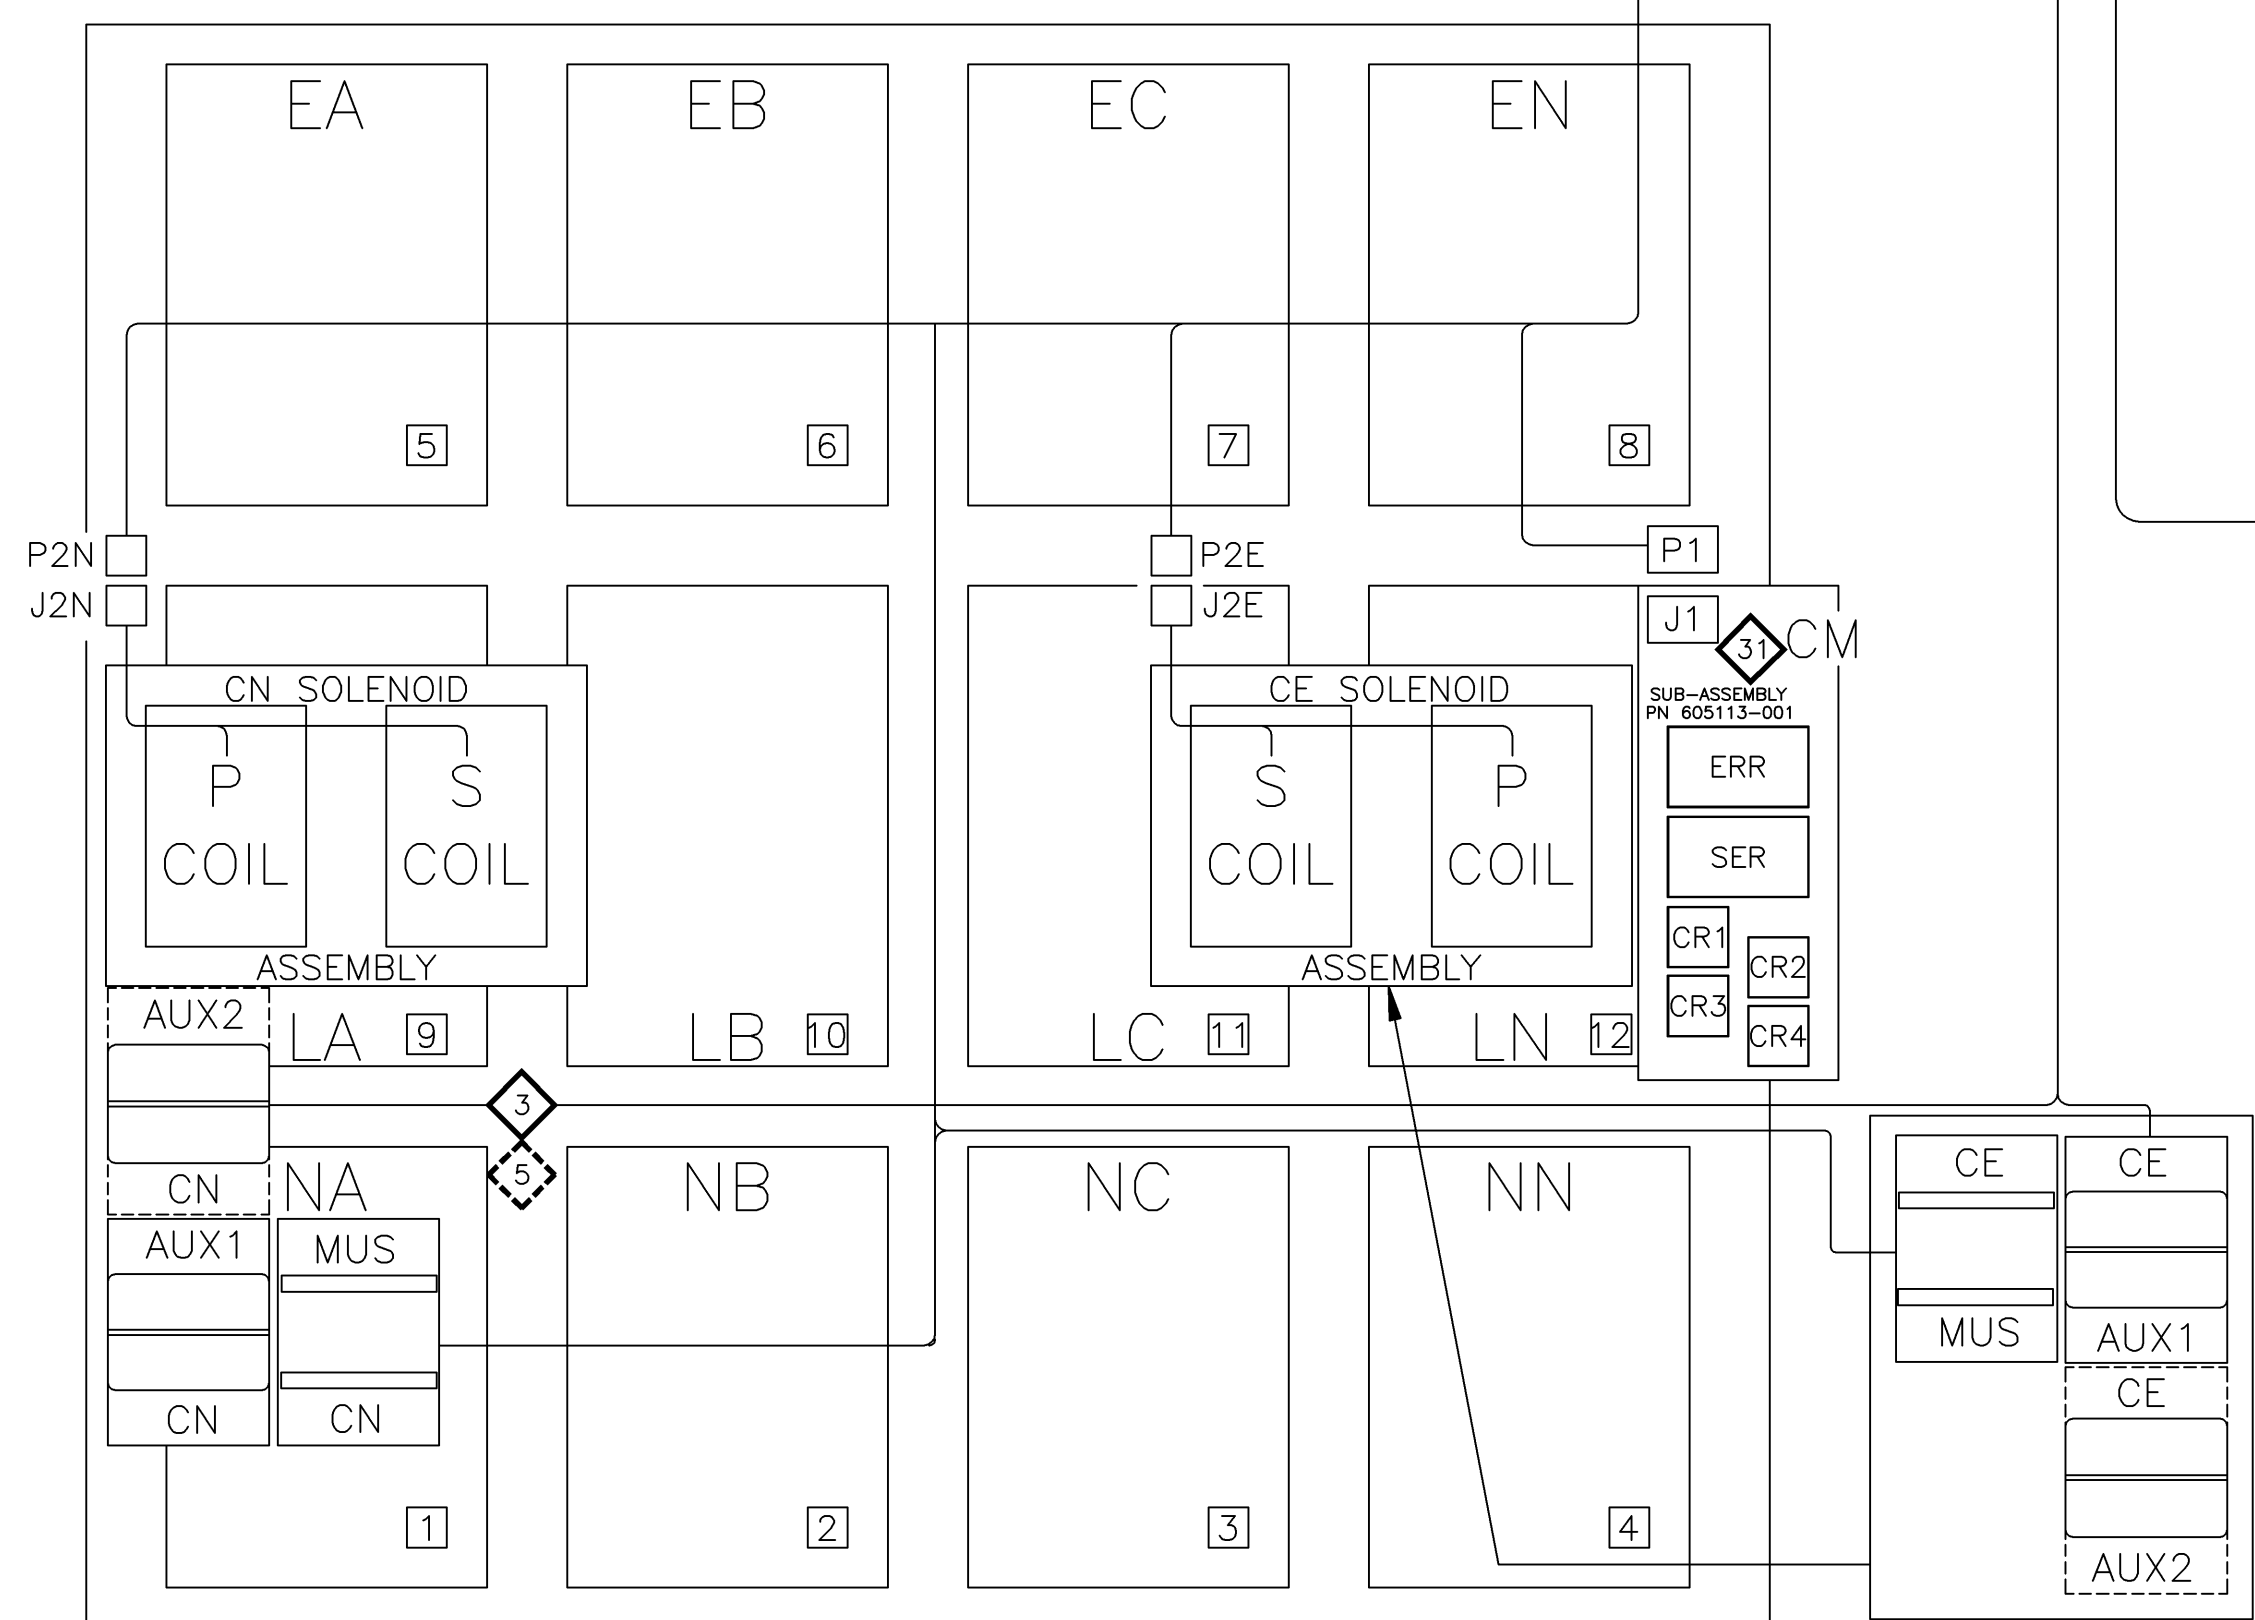 EA
EB
EC
EN
5
6
7
8
P2N
P2E
P1
J2N
J2E
J1
31
CM
CN SOLENOID
CE SOLENOID
SUB-ASSEMBLY
PN 605113-001
P
COIL
S
COIL
S
COIL
P
COIL
ERR
SER
CR1
CR2
CR3
CR4
ASSEMBLY
ASSEMBLY
AUX2
LA
9
LB
10
LC
11
LN
12
3
5
CN
NA
NB
NC
NN
CE
CE
AUX1
MUS
MUS
AUX1
CN
CN
CE
1
2
3
4
AUX2